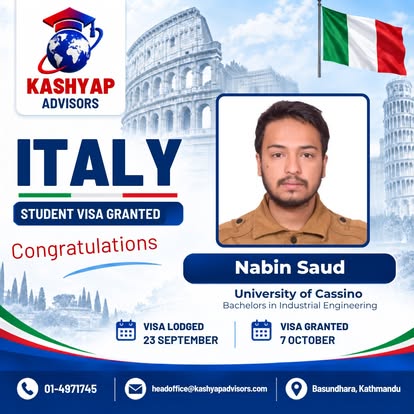 KASHYAP
ADVISORS
ITALY
STUDENT VISA GRANTED
Congratulations
Nabin Saud
University of Cassino
Bachelors in Industrial Engineering
VISA LODGED
23 SEPTEMBER
VISA GRANTED
7 OCTOBER
01-4971745
headoffice@kashyapadvisors.com
Basundhara, Kathmandu